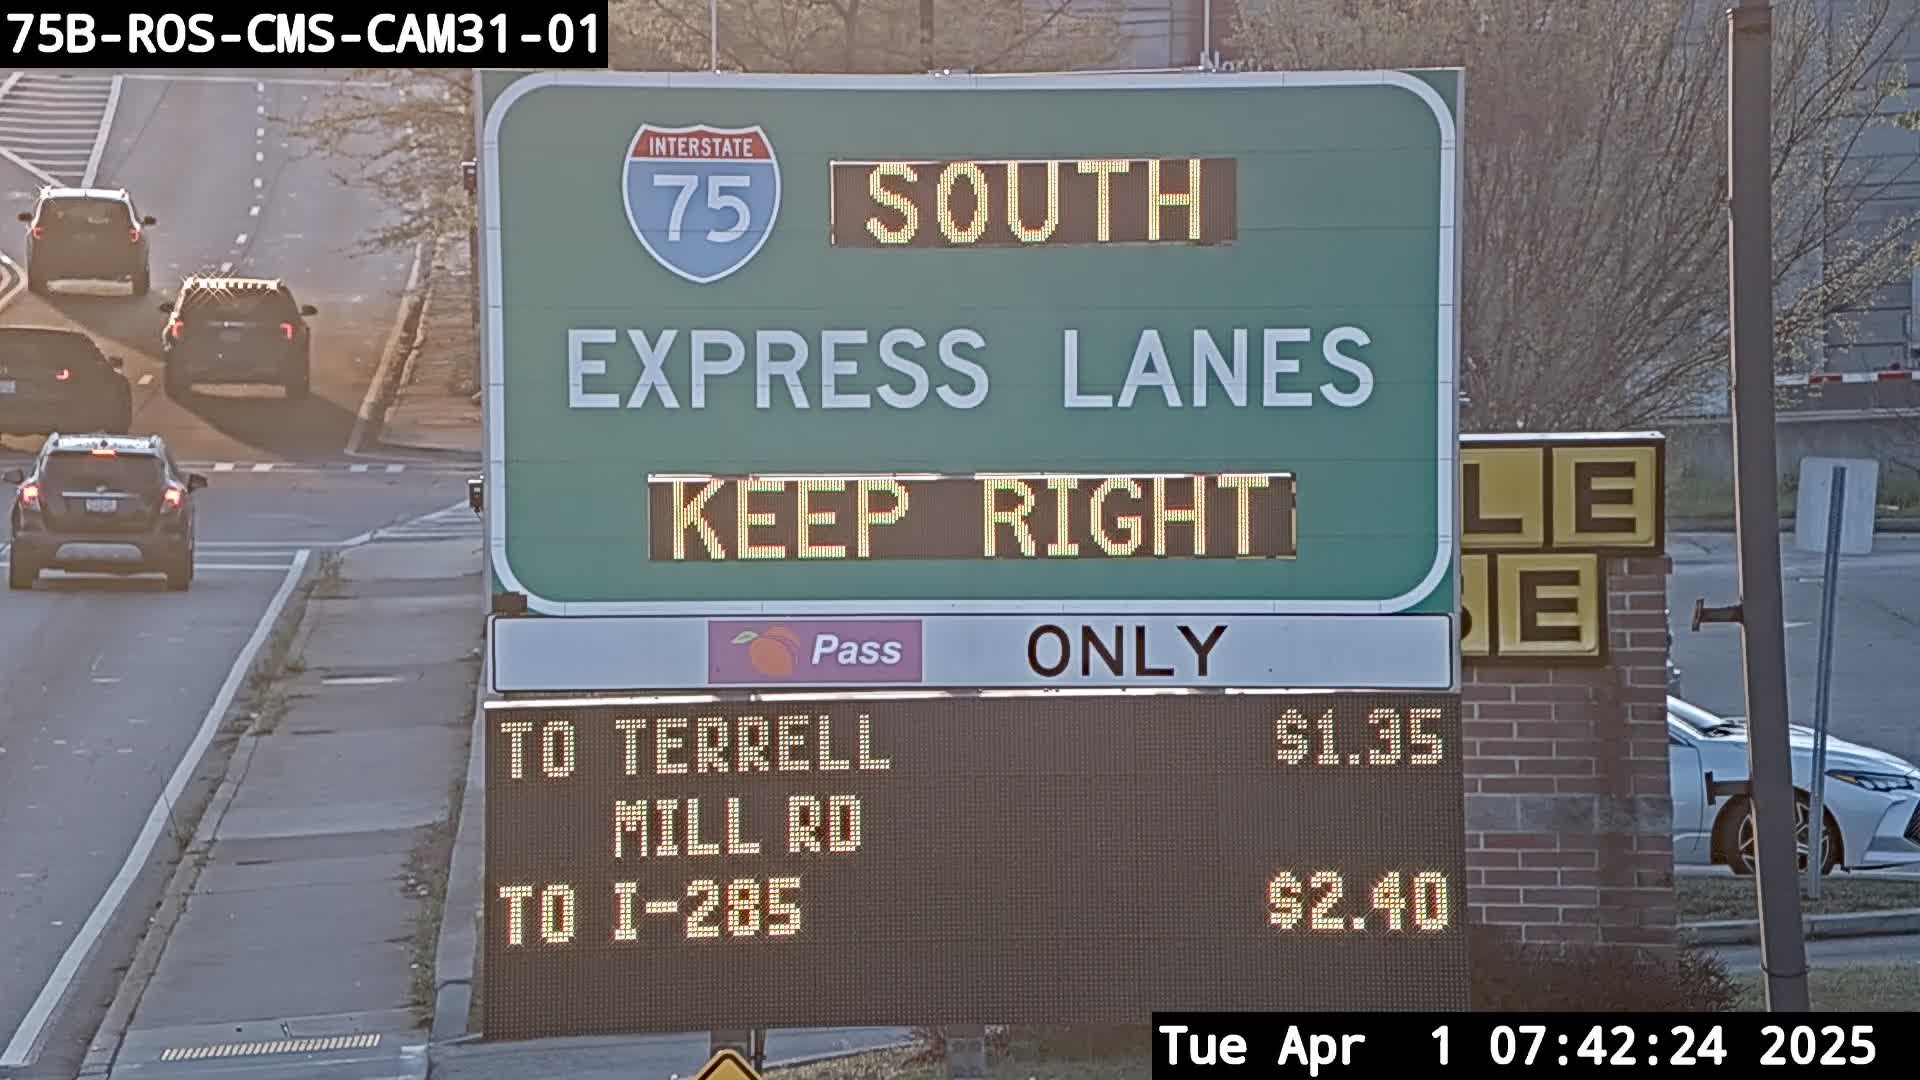 75B-ROS-CMS-CAM31-01
INTERSTATE
75
SOUTH
EXPRESS LANES
KEEP RIGHT
Pass ONLY
TO TERRELL $1.35
MILL RD
TO I-285 $2.40
LE
E
Tue Apr 1 07:42:24 2025